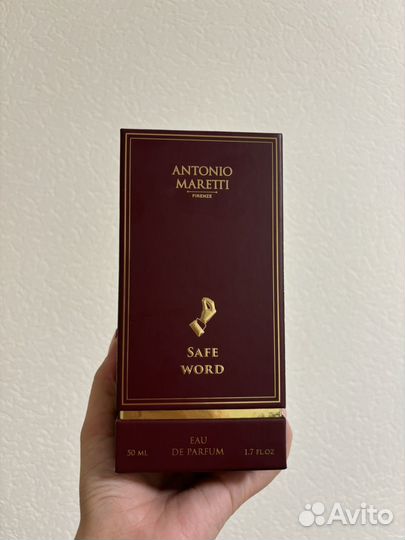 ANTONIO
MARETTI
FIRENZE
SAFE
WORD
EAU
DE PARFUM
50 ML
1.7 FL.OZ
Avito